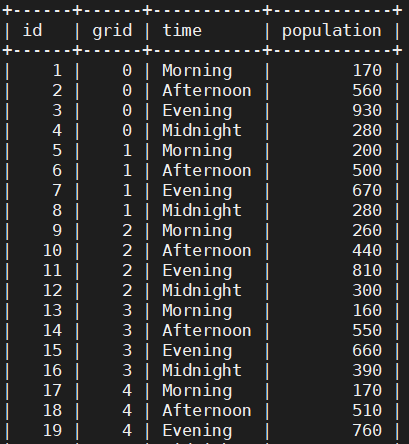 +------+------+-----------+------------+
| id | grid | time | population |
+------+------+-----------+------------+
| 1 | 0 | Morning | 170 |
| 2 | 0 | Afternoon | 560 |
| 3 | 0 | Evening | 930 |
| 4 | 0 | Midnight | 280 |
| 5 | 1 | Morning | 200 |
| 6 | 1 | Afternoon | 500 |
| 7 | 1 | Evening | 670 |
| 8 | 1 | Midnight | 280 |
| 9 | 2 | Morning | 260 |
| 10 | 2 | Afternoon | 440 |
| 11 | 2 | Evening | 810 |
| 12 | 2 | Midnight | 300 |
| 13 | 3 | Morning | 160 |
| 14 | 3 | Afternoon | 550 |
| 15 | 3 | Evening | 660 |
| 16 | 3 | Midnight | 390 |
| 17 | 4 | Morning | 170 |
| 18 | 4 | Afternoon | 510 |
| 19 | 4 | Evening | 760 |